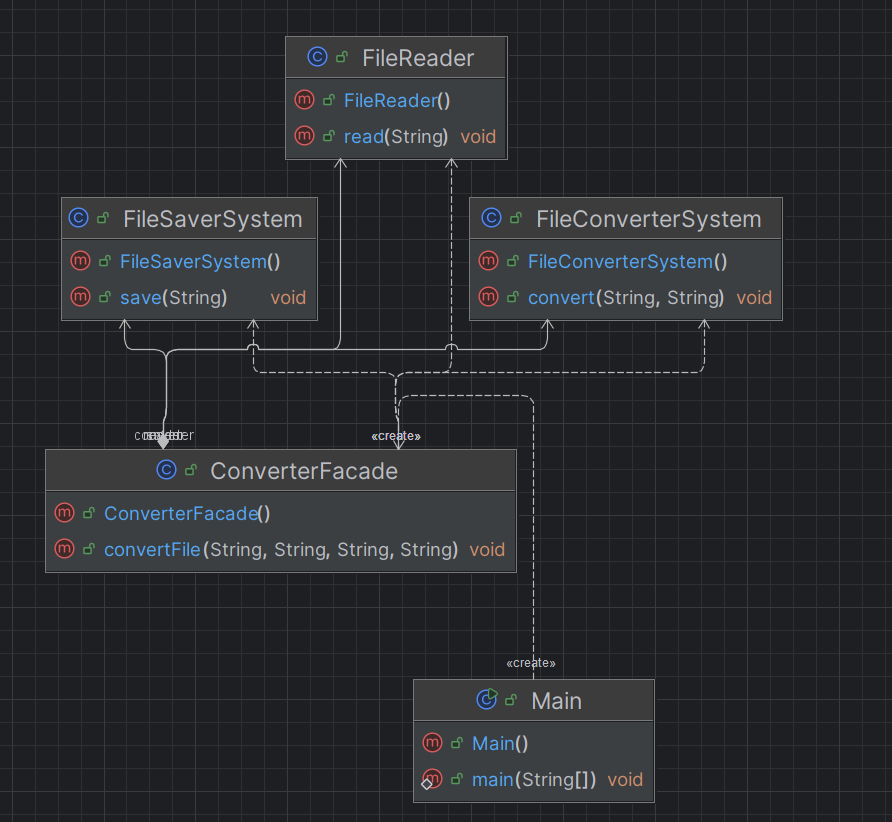 FileReader
FileReader()
read(String) void
FileSaverSystem
FileSaverSystem()
save(String) void
FileConverterSystem
FileConverterSystem()
convert(String, String) void
«create»
ConverterFacade
ConverterFacade()
convertFile(String, String, String, String) void
«create»
Main
Main()
main(String[]) void